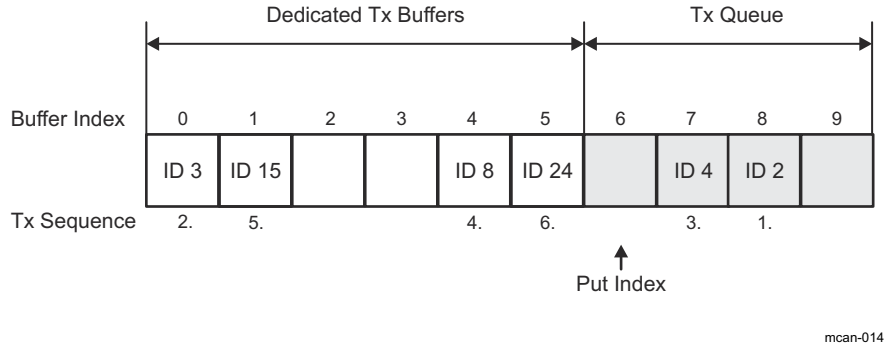 Dedicated Tx Buffers Tx Queue
Buffer Index 0 1 2 3 4 5 6 7 8 9
ID 3 ID 15 ID 8 ID 24 ID 4 ID 2
Tx Sequence 2. 5. 4. 6. 3. 1.
Put Index
mcan-014